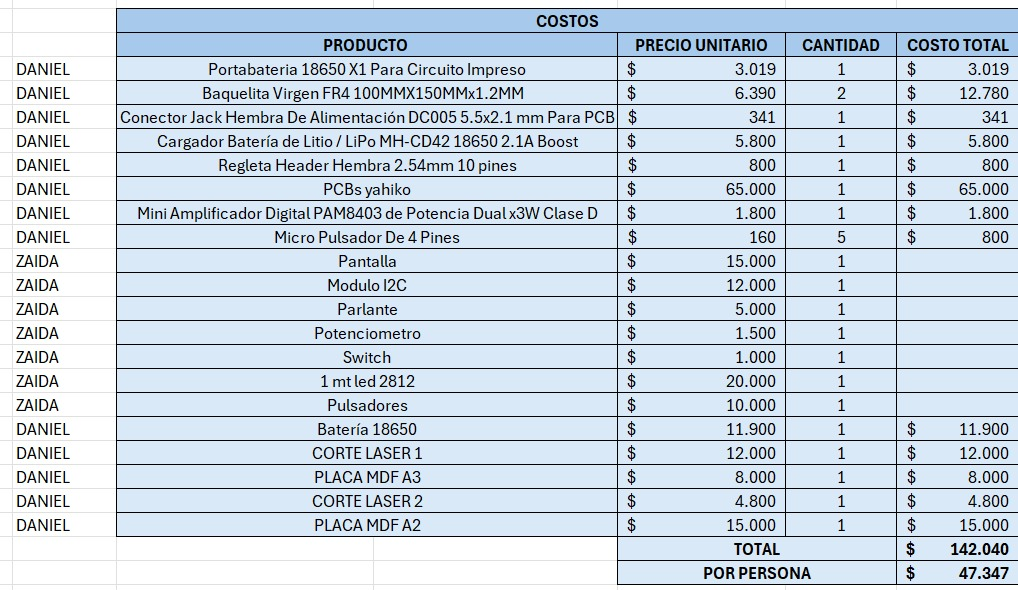 COSTOS
PRODUCTO PRECIO UNITARIO CANTIDAD COSTO TOTAL
DANIEL Portabateria 18650 X1 Para Circuito Impreso $ 3.019 1 $ 3.019
DANIEL Baquelita Virgen FR4 100MMX150MMx1.2MM $ 6.390 2 $ 12.780
DANIEL Conector Jack Hembra De Alimentación DC005 5.5x2.1 mm Para PCB $ 341 1 $ 341
DANIEL Cargador Batería de Litio / LiPo MH-CD42 18650 2.1A Boost $ 5.800 1 $ 5.800
DANIEL Regleta Header Hembra 2.54mm 10 pines $ 800 1 $ 800
DANIEL PCBs yahiko $ 65.000 1 $ 65.000
DANIEL Mini Amplificador Digital PAM8403 de Potencia Dual x3W Clase D $ 1.800 1 $ 1.800
DANIEL Micro Pulsador De 4 Pines $ 160 5 $ 800
ZAIDA Pantalla $ 15.000 1
ZAIDA Modulo I2C $ 12.000 1
ZAIDA Parlante $ 5.000 1
ZAIDA Potenciometro $ 1.500 1
ZAIDA Switch $ 1.000 1
ZAIDA 1 mt led 2812 $ 20.000 1
ZAIDA Pulsadores $ 10.000 1
DANIEL Batería 18650 $ 11.900 1 $ 11.900
DANIEL CORTE LASER 1 $ 12.000 1 $ 12.000
DANIEL PLACA MDF A3 $ 8.000 1 $ 8.000
DANIEL CORTE LASER 2 $ 4.800 1 $ 4.800
DANIEL PLACA MDF A2 $ 15.000 1 $ 15.000
TOTAL $ 142.040
POR PERSONA $ 47.347